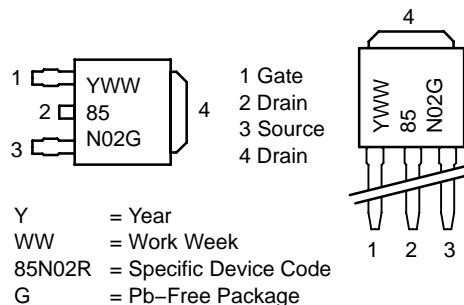 4
1
YWW
2
85
4
3
N02G
1 Gate
2 Drain
3 Source
4 Drain
YWW
85
N02G
1 2 3
Y = Year
WW = Work Week
85N02R = Specific Device Code
G = Pb−Free Package